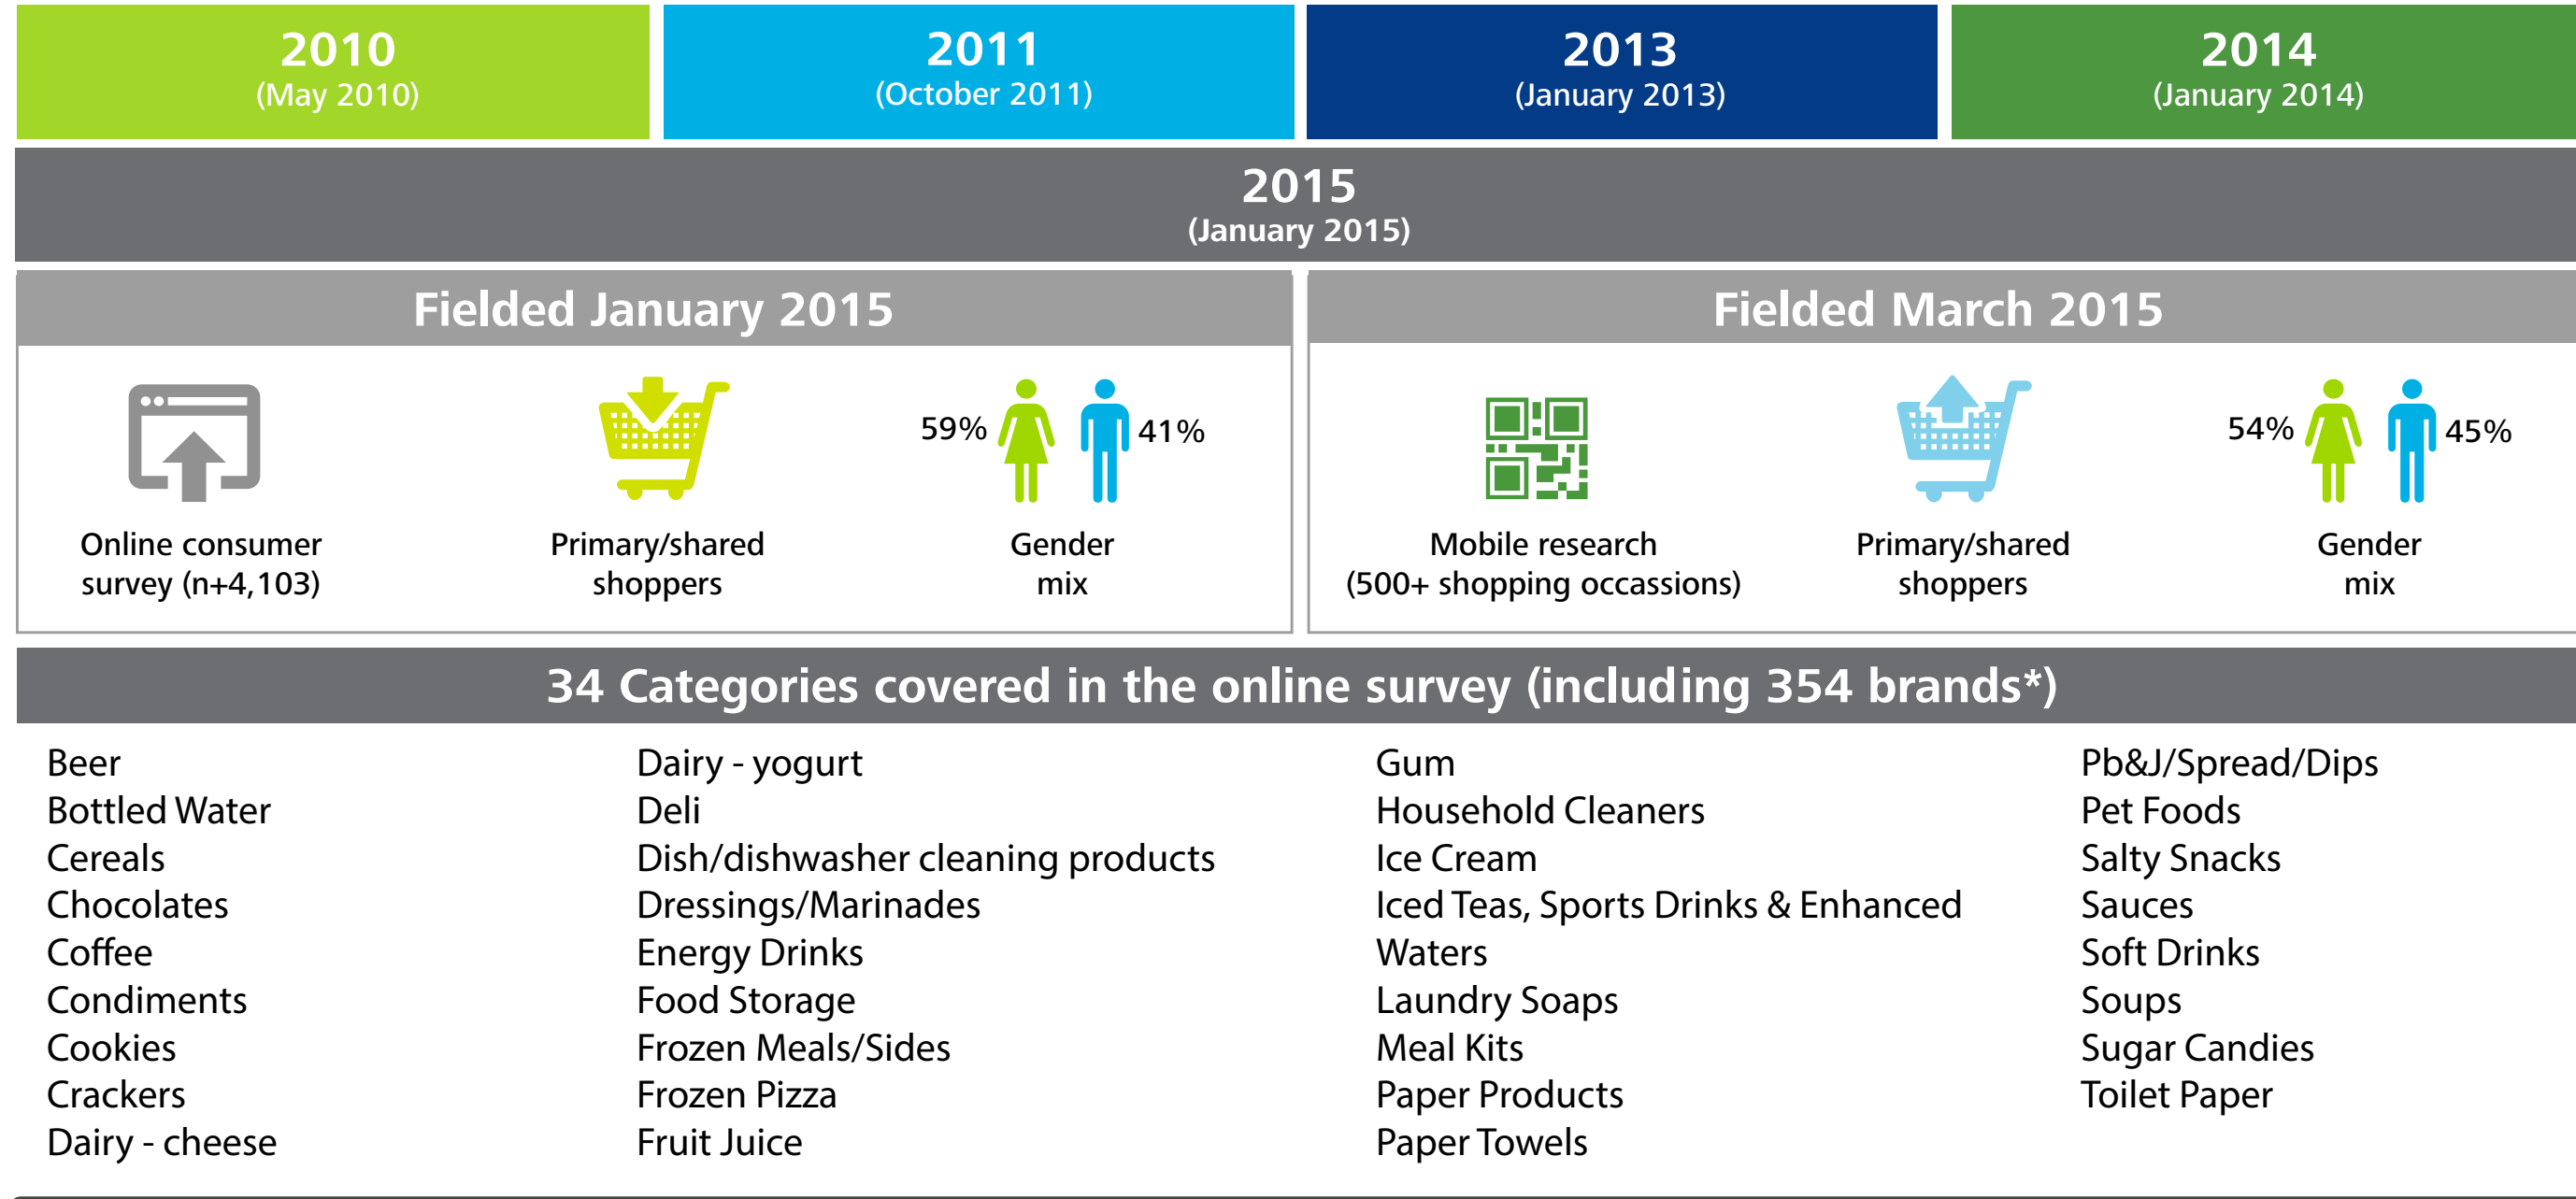 2010
(May 2010)
2011
(October 2011)
2013
(January 2013)
2014
(January 2014)
2015
(January 2015)
Fielded January 2015
59%
41%
Online consumer
survey (n+4,103)
Primary/shared
shoppers
Gender
mix
Fielded March 2015
54%
45%
Mobile research
(500+ shopping occassions)
Primary/shared
shoppers
Gender
mix
34 Categories covered in the online survey (including 354 brands*)
Beer
Bottled Water
Cereals
Chocolates
Coffee
Condiments
Cookies
Crackers
Dairy - cheese
Dairy - yogurt
Deli
Dish/dishwasher cleaning products
Dressings/Marinades
Energy Drinks
Food Storage
Frozen Meals/Sides
Frozen Pizza
Fruit Juice
Gum
Household Cleaners
Ice Cream
Iced Teas, Sports Drinks & Enhanced
Waters
Laundry Soaps
Meal Kits
Paper Products
Paper Towels
Pb&J/Spread/Dips
Pet Foods
Salty Snacks
Sauces
Soft Drinks
Soups
Sugar Candies
Toilet Paper